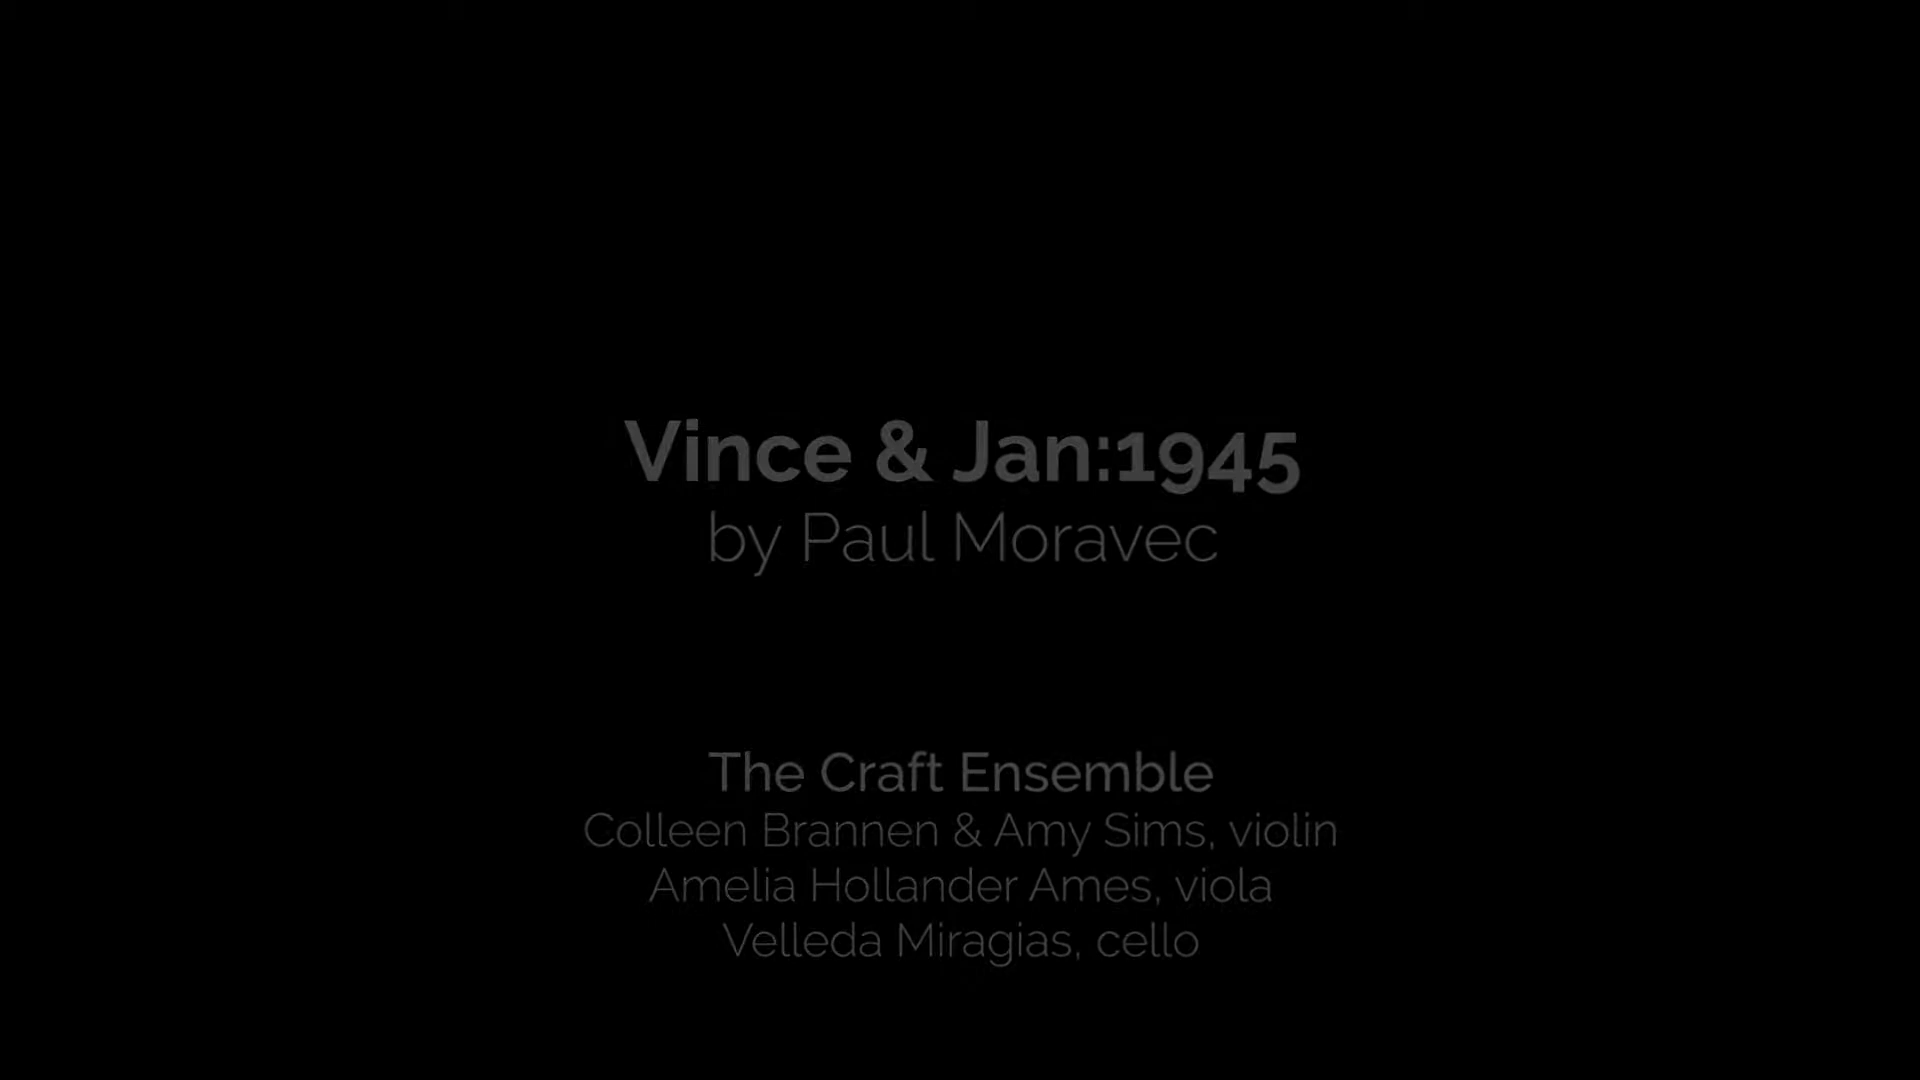 Vince & Jan:1945
by Paul Moravec
The Craft Ensemble
Colleen Brannen & Amy Sims, violin
Amelia Hollander Ames, viola
Velleda Miragias, cello